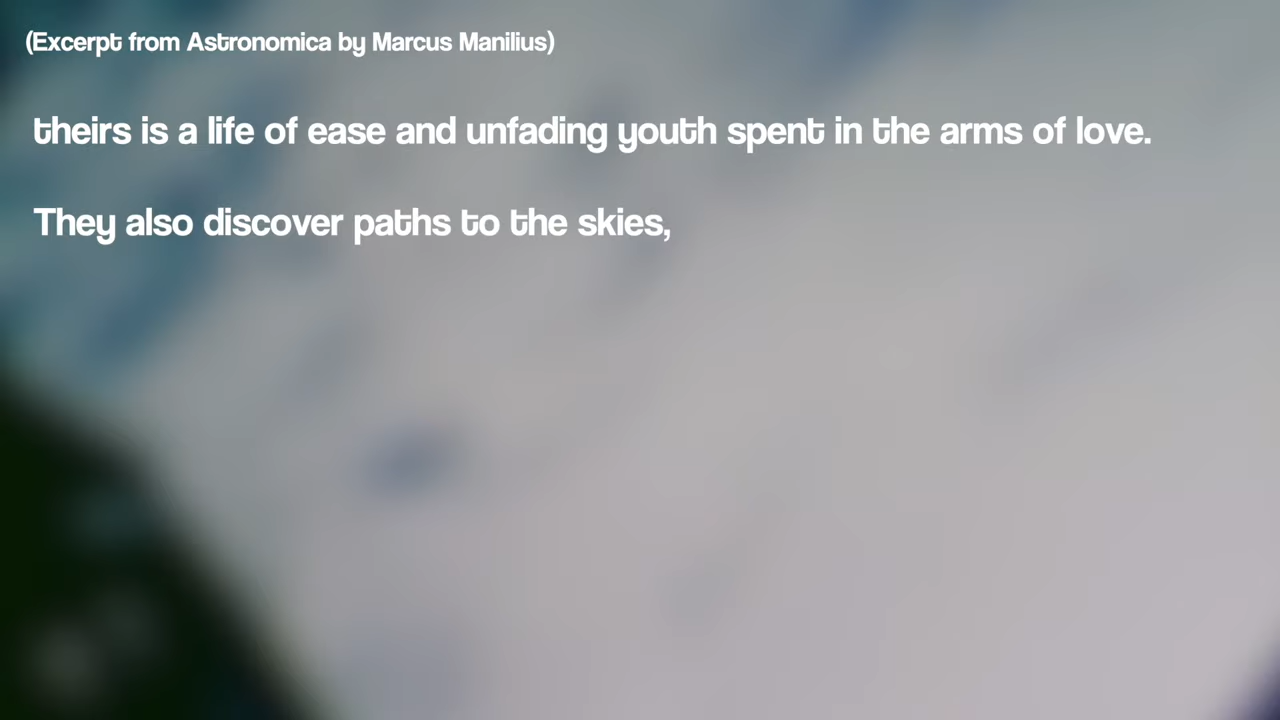 (Excerpt from Astronomica by Marcus Manilius)
theirs is a life of ease and unfading youth spent in the arms of love.
They also discover paths to the skies,